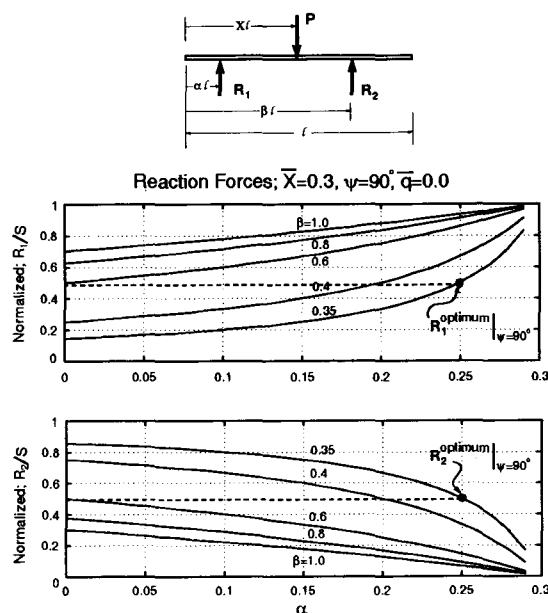 P
Xℓ
αℓ
R1
R2
βℓ
ℓ
Reaction Forces; X̅=0.3, ψ=90° q̅=0.0
Normalized; R1/S
1
0.8
0.6
0.4
0.2
0
β=1.0
0.8
0.6
0.4
0.35
R1 optimum |ψ=90°
0
0.05
0.1
0.15
0.2
0.25
0.3
Normalized; R2/S
1
0.8
0.6
0.4
0.2
0
0.35
0.4
0.6
0.8
β=1.0
R2 optimum |ψ=90°
0
0.05
0.1
0.15
0.2
0.25
0.3
α